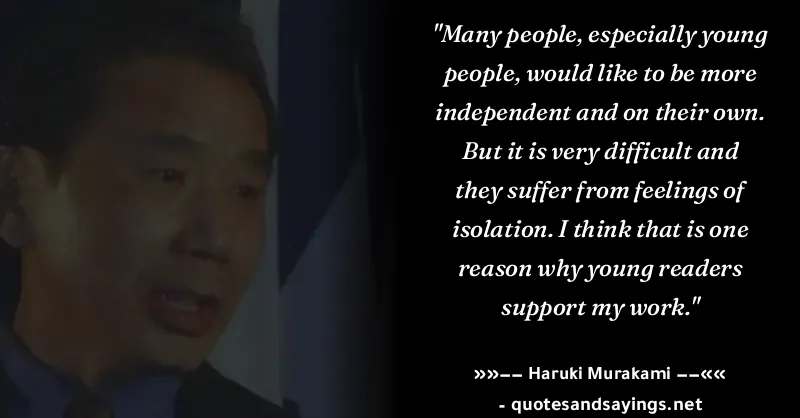 "Many people, especially young
people, would like to be more
independent and on their own.
But it is very difficult and
they suffer from feelings of
isolation. I think that is one
reason why young readers
support my work."
»»–– Haruki Murakami ––««
- quotesandsayings.net